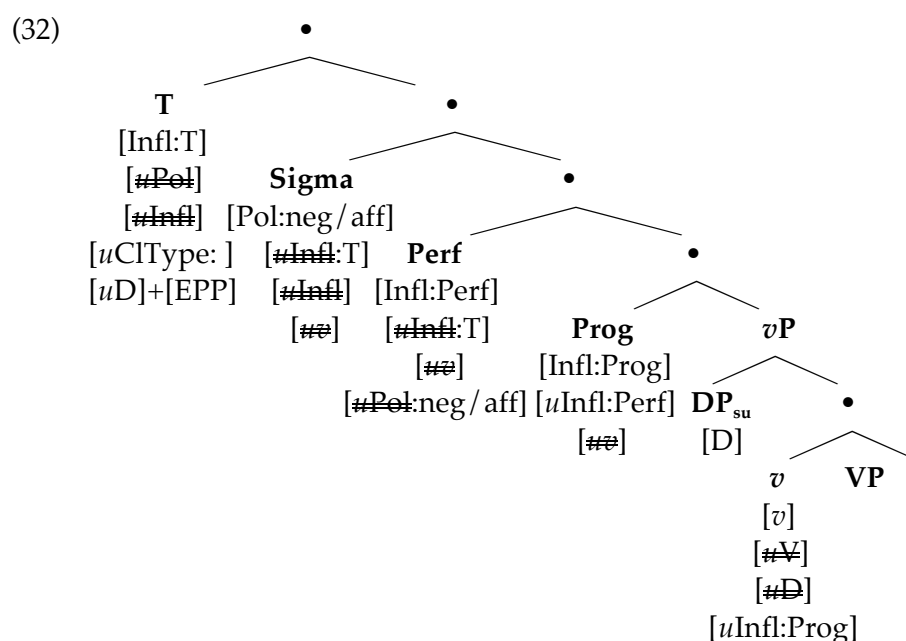 (32)
•
T •
[Infl:T]
[uPol] Sigma •
[uInfl] [Pol:neg/aff]
[uClType: ] [uInfl:T] Perf •
[uD]+[EPP] [uInfl] [Infl:Perf]
[uv] [uInfl:T] Prog vP
[uv] [Infl:Prog]
[uPol:neg/aff] [uInfl:Perf] DPsu •
[uv] [D]
v VP
[v]
[uV]
[uD]
[uInfl:Prog]